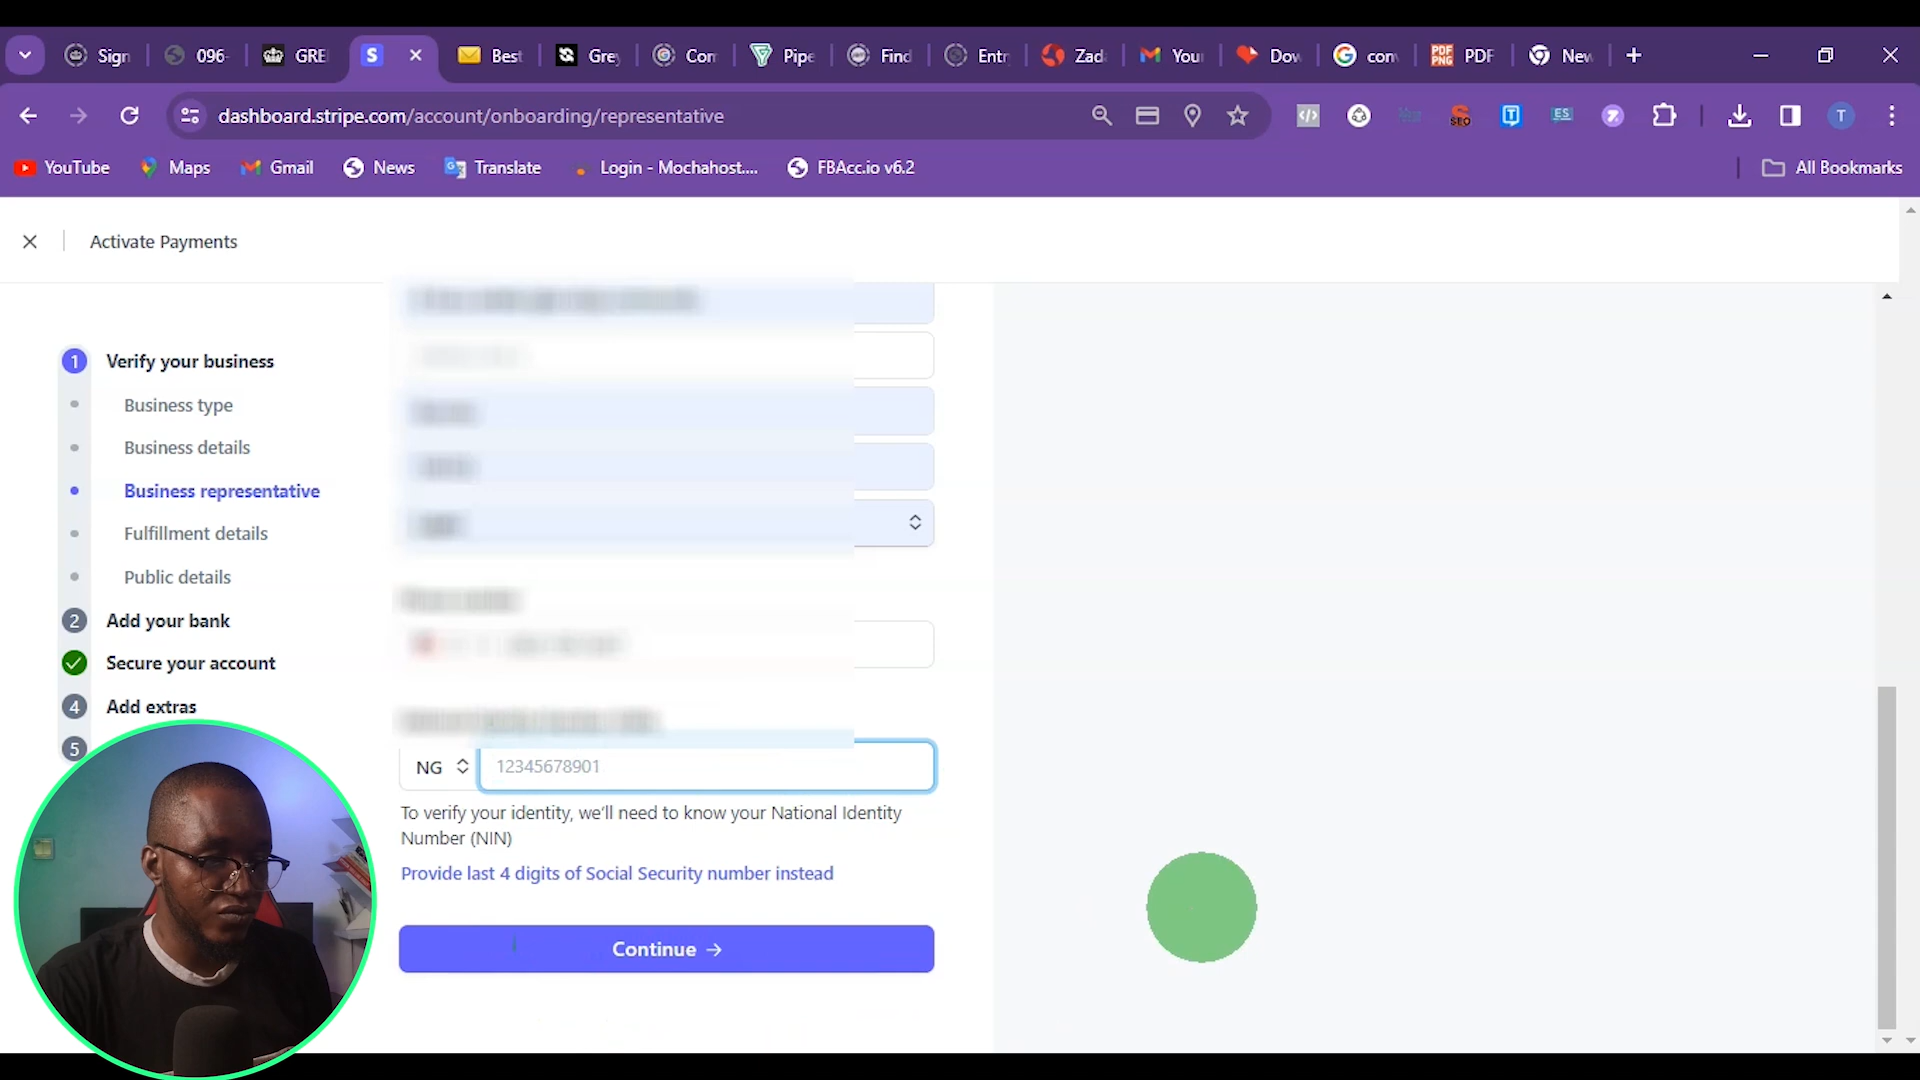 Sign
096-
GRE
Best
Grey
Con
Pipe
Find
Entr
Zad
You
Dow
con
PDF
New
dashboard.stripe.com/account/onboarding/representative
SEO
ES
T
YouTube
Maps
Gmail
News
Translate
Login - Mochahost....
FBAcc.io v6.2
All Bookmarks
Activate Payments
1 Verify your business
Business type
Business details
Business representative
Fulfillment details
Public details
2 Add your bank
Secure your account
4 Add extras
5
NG
12345678901
To verify your identity, we'll need to know your National Identity
Number (NIN)
Provide last 4 digits of Social Security number instead
Continue →